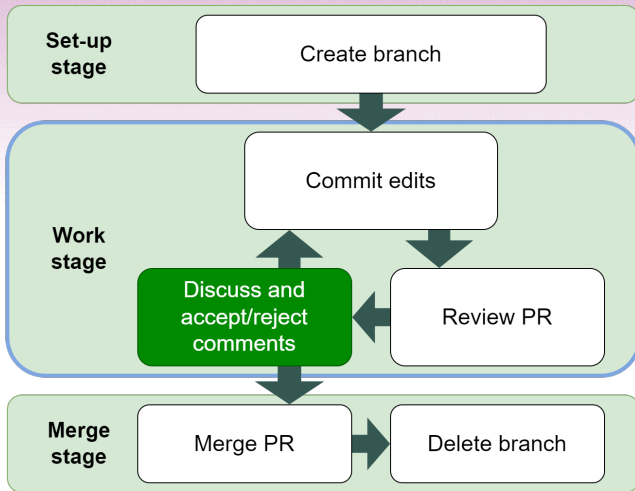 Set-up
stage
Create branch
Commit edits
Work
stage
Discuss and
accept/reject
comments
Review PR
Merge
stage
Merge PR
Delete branch